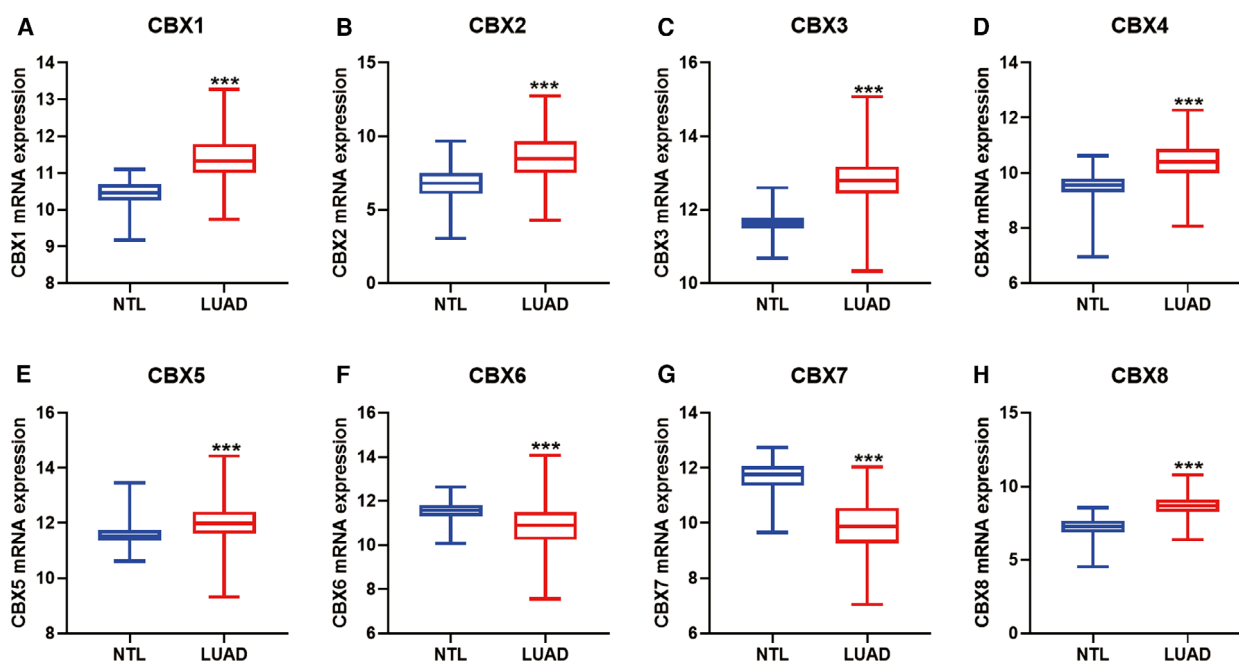 A
CBX1
CBX1 mRNA expression
14
13
12
11
10
9
8
***
NTL
LUAD
B
CBX2
CBX2 mRNA expression
15
10
5
0
***
NTL
LUAD
C
CBX3
CBX3 mRNA expression
16
14
12
10
***
NTL
LUAD
D
CBX4
CBX4 mRNA expression
14
12
10
8
6
***
NTL
LUAD
E
CBX5
CBX5 mRNA expression
16
14
12
10
8
***
NTL
LUAD
F
CBX6
CBX6 mRNA expression
16
14
12
10
8
6
***
NTL
LUAD
G
CBX7
CBX7 mRNA expression
14
12
10
8
6
***
NTL
LUAD
H
CBX8
CBX8 mRNA expression
15
10
5
0
***
NTL
LUAD